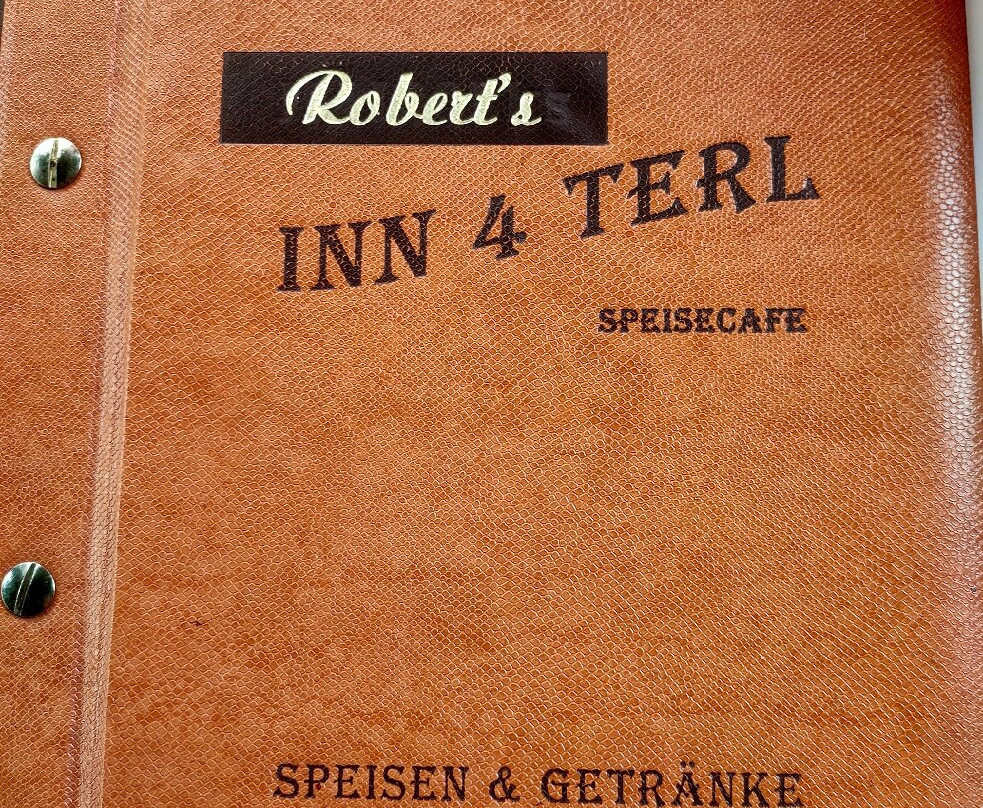 Robert's
INN 4 TERL
SPEISECAFE
SPEISEN & GETRÄNKE